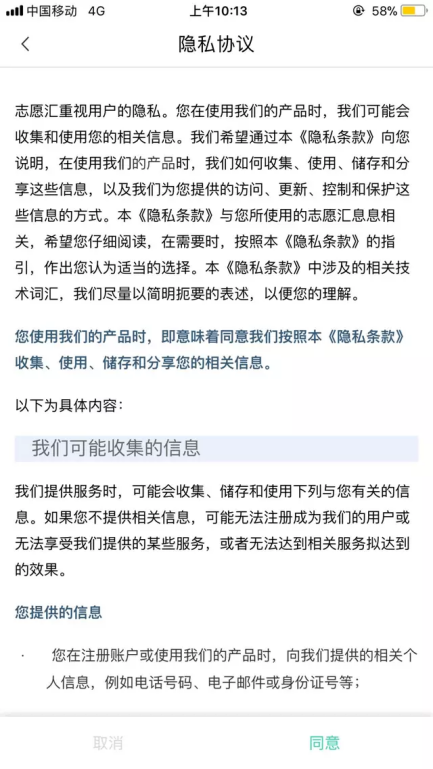 中国移动 4G 上午10:13 58%
隐私协议
志愿汇重视用户的隐私。您在使用我们的产品时，我们可能会
收集和使用您的相关信息。我们希望通过本《隐私条款》向您
说明，在使用我们的产品时，我们如何收集、使用、储存和分
享这些信息，以及我们为您提供的访问、更新、控制和保护这
些信息的方式。本《隐私条款》与您所使用的志愿汇息息相
关，希望您仔细阅读，在需要时，按照本《隐私条款》的指
引，作出您认为适当的选择。本《隐私条款》中涉及的相关技
术词汇，我们尽量以简明扼要的表述，以便您的理解。
您使用我们的产品时，即意味着同意我们按照本《隐私条款》
收集、使用、储存和分享您的相关信息。
以下为具体内容：
我们可能收集的信息
我们提供服务时，可能会收集、储存和使用下列与您有关的信
息。如果您不提供相关信息，可能无法注册成为我们的用户或
无法享受我们提供的某些服务，或者无法达到相关服务拟达到
的效果。
您提供的信息
· 您在注册账户或使用我们的产品时，向我们提供的相关个
人信息，例如电话号码、电子邮件或身份证号等；
取消 同意